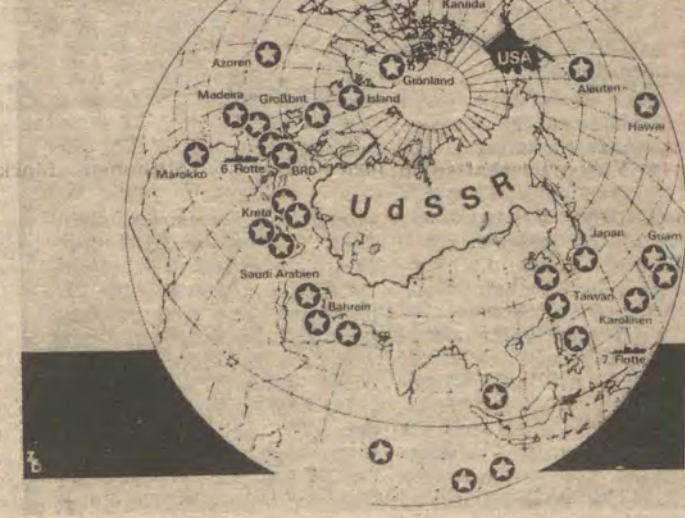 Kanada
USA
Azoren
Grönland
Aleuten
Madeira
Großbrit.
Island
Hawai
Marokko
6. Flotte
BRD
UdSSR
Kreta
Japan
Guam
Saudi Arabien
Bahrein
Taiwan
Karolinen
7. Flotte